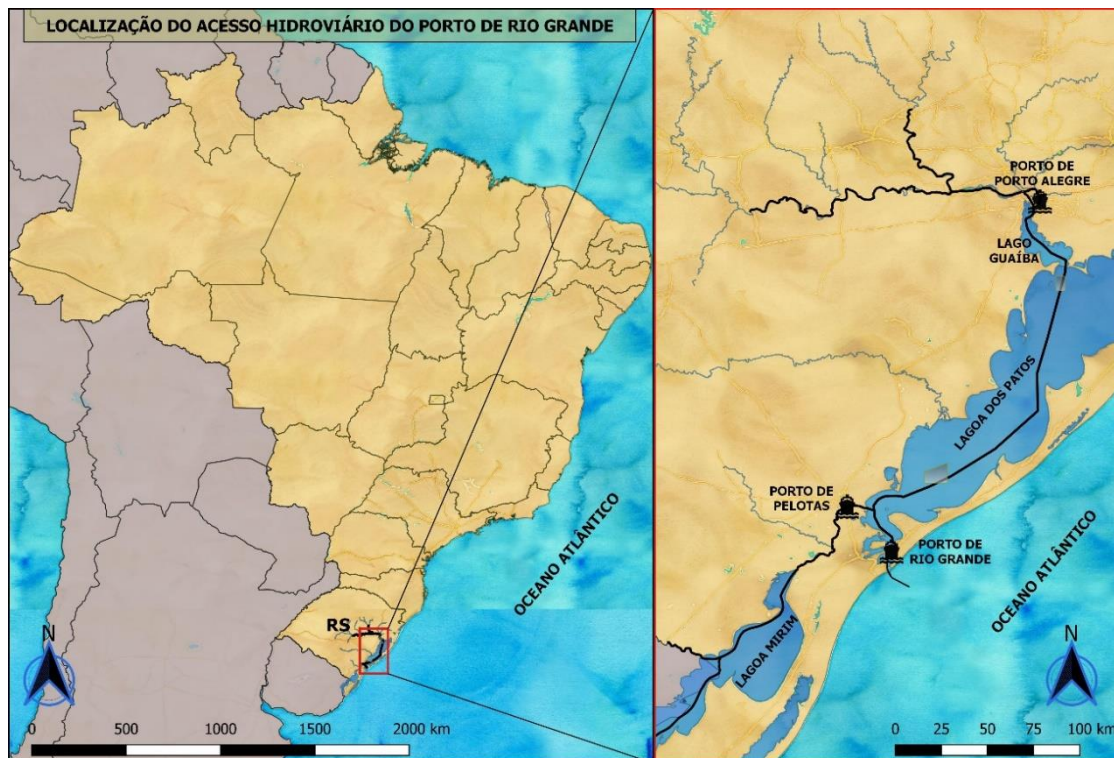 LOCALIZAÇÃO DO ACESSO HIDROVIÁRIO DO PORTO DE RIO GRANDE
OCEANO ATLÂNTICO
RS
N
0 500 1000 1500 2000 km
PORTO DE
PORTO ALEGRE
LAGO
GUAÍBA
LAGOA DOS PATOS
PORTO DE
PELOTAS
PORTO DE
RIO GRANDE
OCEANO ATLÂNTICO
LAGOA MIRIM
N
0 25 50 75 100 km